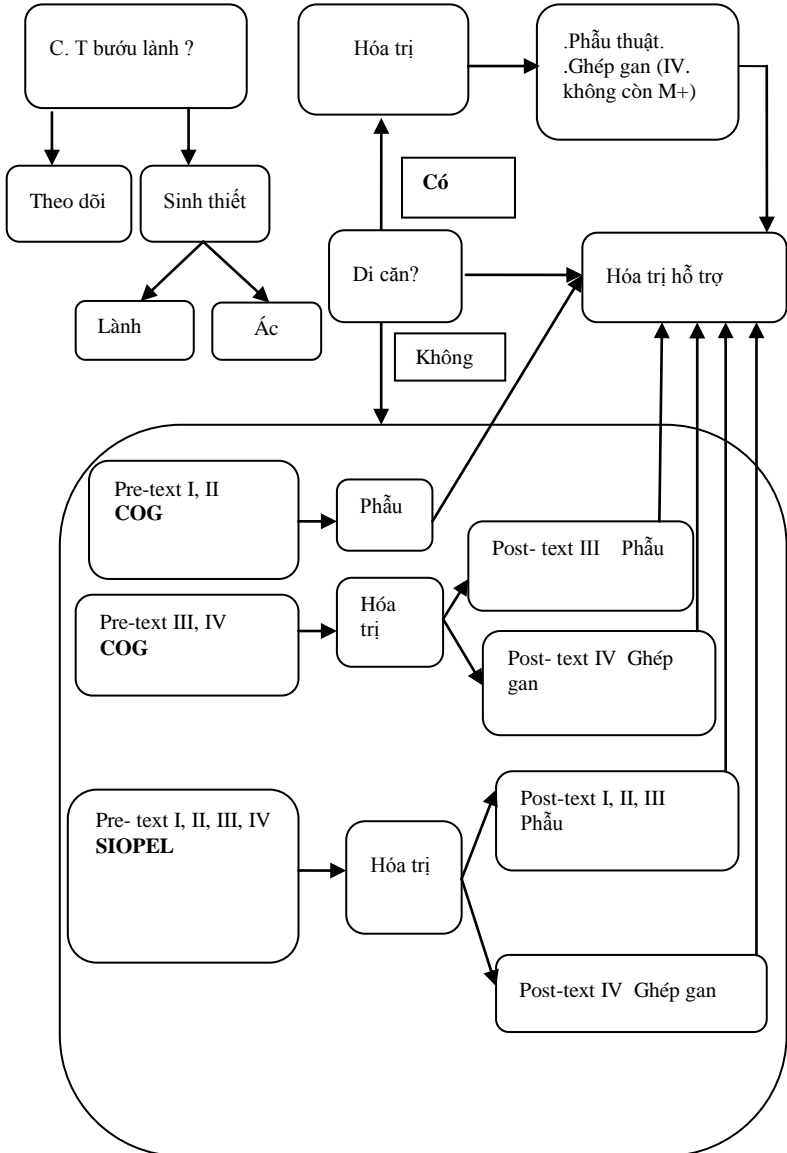 C. T bướu lành ?
Hóa trị
.Phẫu thuật.
.Ghép gan (IV.
không còn M+)
Theo dõi
Sinh thiết
Có
Di căn?
Hóa trị hỗ trợ
Lành
Ác
Không
Pre-text I, II
COG
Phẫu
Post- text III Phẫu
Pre-text III, IV
COG
Hóa
trị
Post- text IV Ghép
gan
Pre- text I, II, III, IV
SIOPEL
Hóa trị
Post-text I, II, III
Phẫu
Post-text IV Ghép gan